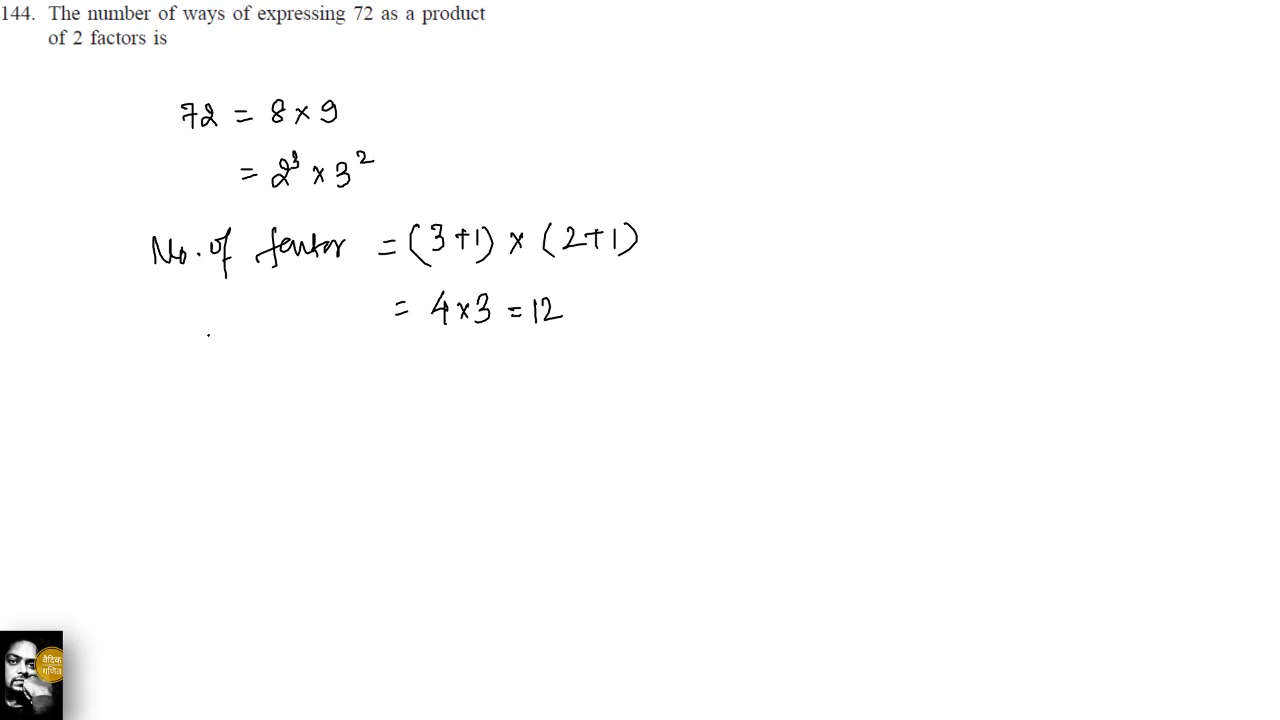 144. The number of ways of expressing 72 as a product
of 2 factors is
72 = 8 × 9
= 2³ × 3²
No. of factor = (3+1) × (2+1)
= 4 × 3 = 12
वैदिक
गणित